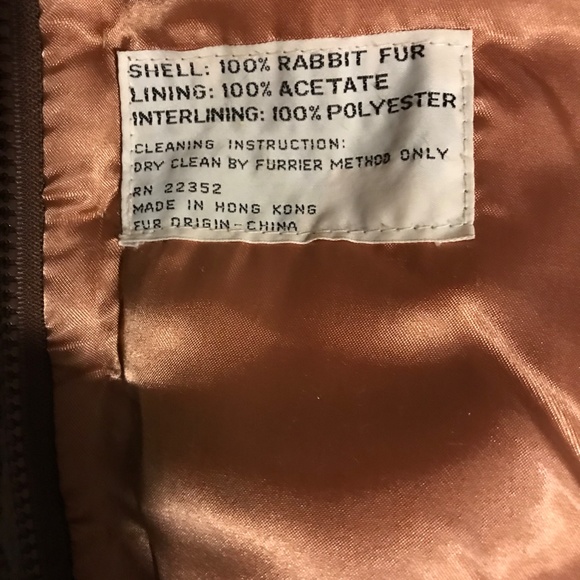 SHELL: 100% RABBIT FUR
LINING: 100% ACETATE
INTERLINING: 100% POLYESTER
CLEANING INSTRUCTION:
DRY CLEAN BY FURRIER METHOD ONLY
RN 22352
MADE IN HONG KONG
FUR ORIGIN-CHINA